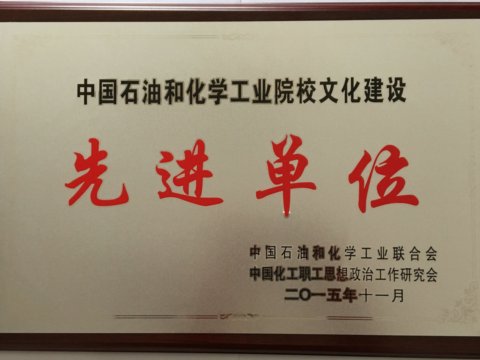 中国石油和化学工业院校文化建设
先进单位
中国石油和化学工业联合会
中国化工职工思想政治工作研究会
二〇一五年十一月